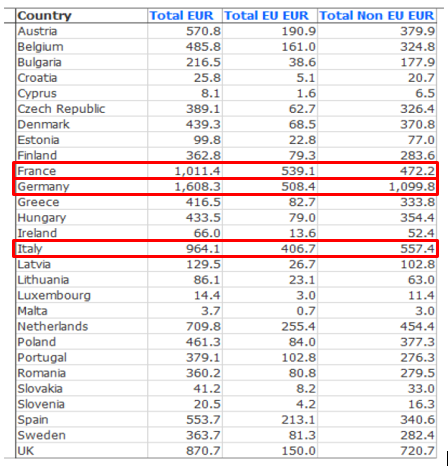 Country Total EUR Total EU EUR Total Non EU EUR
Austria 570.8 190.9 379.9
Belgium 485.8 161.0 324.8
Bulgaria 216.5 38.6 177.9
Croatia 25.8 5.1 20.7
Cyprus 8.1 1.6 6.5
Czech Republic 389.1 62.7 326.4
Denmark 439.3 68.5 370.8
Estonia 99.8 22.8 77.0
Finland 362.8 79.3 283.6
France 1,011.4 539.1 472.2
Germany 1,608.3 508.4 1,099.8
Greece 416.5 82.7 333.8
Hungary 433.5 79.0 354.4
Ireland 66.0 13.6 52.4
Italy 964.1 406.7 557.4
Latvia 129.5 26.7 102.8
Lithuania 86.1 23.1 63.0
Luxembourg 14.4 3.0 11.4
Malta 3.7 0.7 3.0
Netherlands 709.8 255.4 454.4
Poland 461.3 84.0 377.3
Portugal 379.1 102.8 276.3
Romania 360.2 80.8 279.5
Slovakia 41.2 8.2 33.0
Slovenia 20.5 4.2 16.3
Spain 553.7 213.1 340.6
Sweden 363.7 81.3 282.4
UK 870.7 150.0 720.7